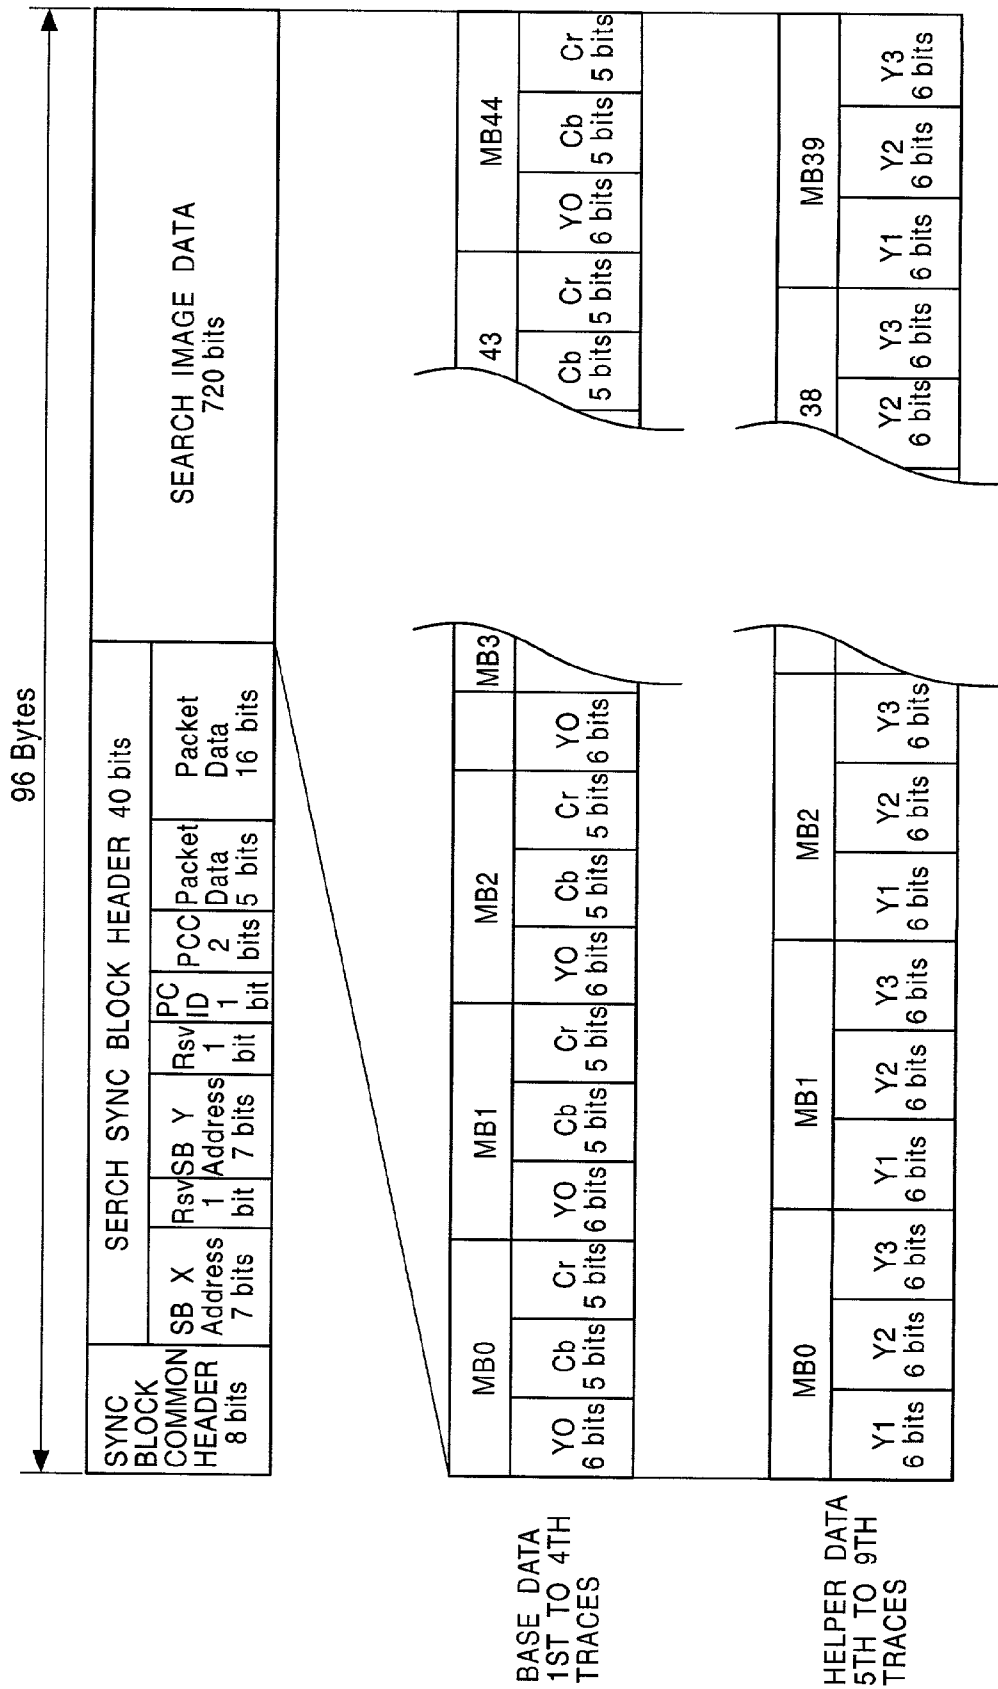 96 Bytes
SYNC
BLOCK
COMMON
HEADER
8 bits
SERCH SYNC BLOCK HEADER 40 bits
SB X
Address
7 bits
Rsv
1
bit
SB Y
Address
7 bits
Rsv
1
bit
PC
ID
1
bit
PCC
2
bits
Packet
Data
5 bits
Packet
Data
16 bits
SEARCH IMAGE DATA
720 bits
BASE DATA
1ST TO 4TH
TRACES
MB0
YO
6 bits
Cb
5 bits
Cr
5 bits
MB1
YO
6 bits
Cb
5 bits
Cr
5 bits
MB2
YO
6 bits
Cb
5 bits
Cr
5 bits
MB3
YO
6 bits
43
Cb
5 bits
Cr
5 bits
MB44
YO
6 bits
Cb
5 bits
Cr
5 bits
HELPER DATA
5TH TO 9TH
TRACES
MB0
Y1
6 bits
Y2
6 bits
Y3
6 bits
MB1
Y1
6 bits
Y2
6 bits
Y3
6 bits
MB2
Y1
6 bits
Y2
6 bits
Y3
6 bits
38
Y2
6 bits
Y3
6 bits
MB39
Y1
6 bits
Y2
6 bits
Y3
6 bits